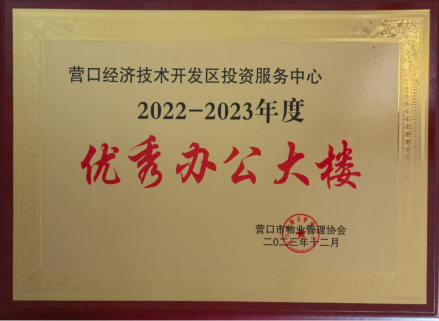 营口经济技术开发区投资服务中心
2022-2023年度
优秀办公大楼
营口市物业管理协会
二〇二三年十二月